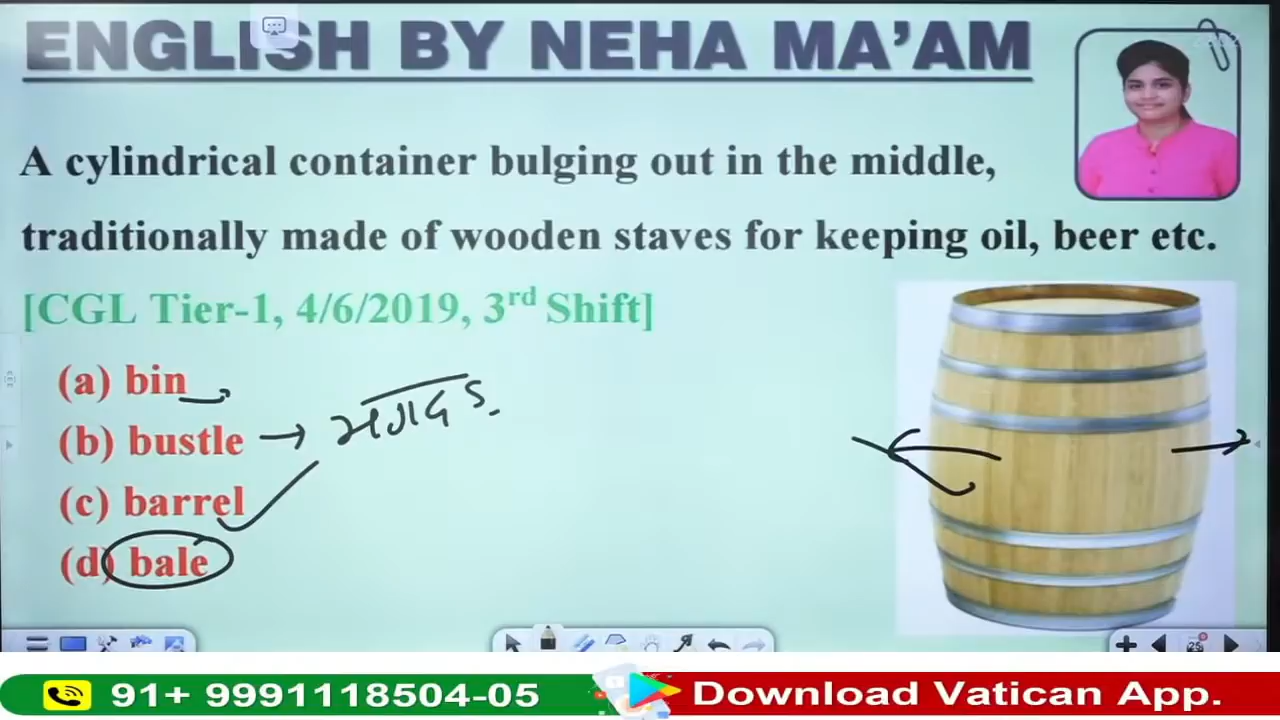 ENGLISH BY NEHA MA’AM
A cylindrical container bulging out in the middle,
traditionally made of wooden staves for keeping oil, beer etc.
[CGL Tier-1, 4/6/2019, 3rd Shift]
(a) bin
(b) bustle →
(c) barrel
(d) bale
25
91+ 9991118504-05
Download Vatican App.